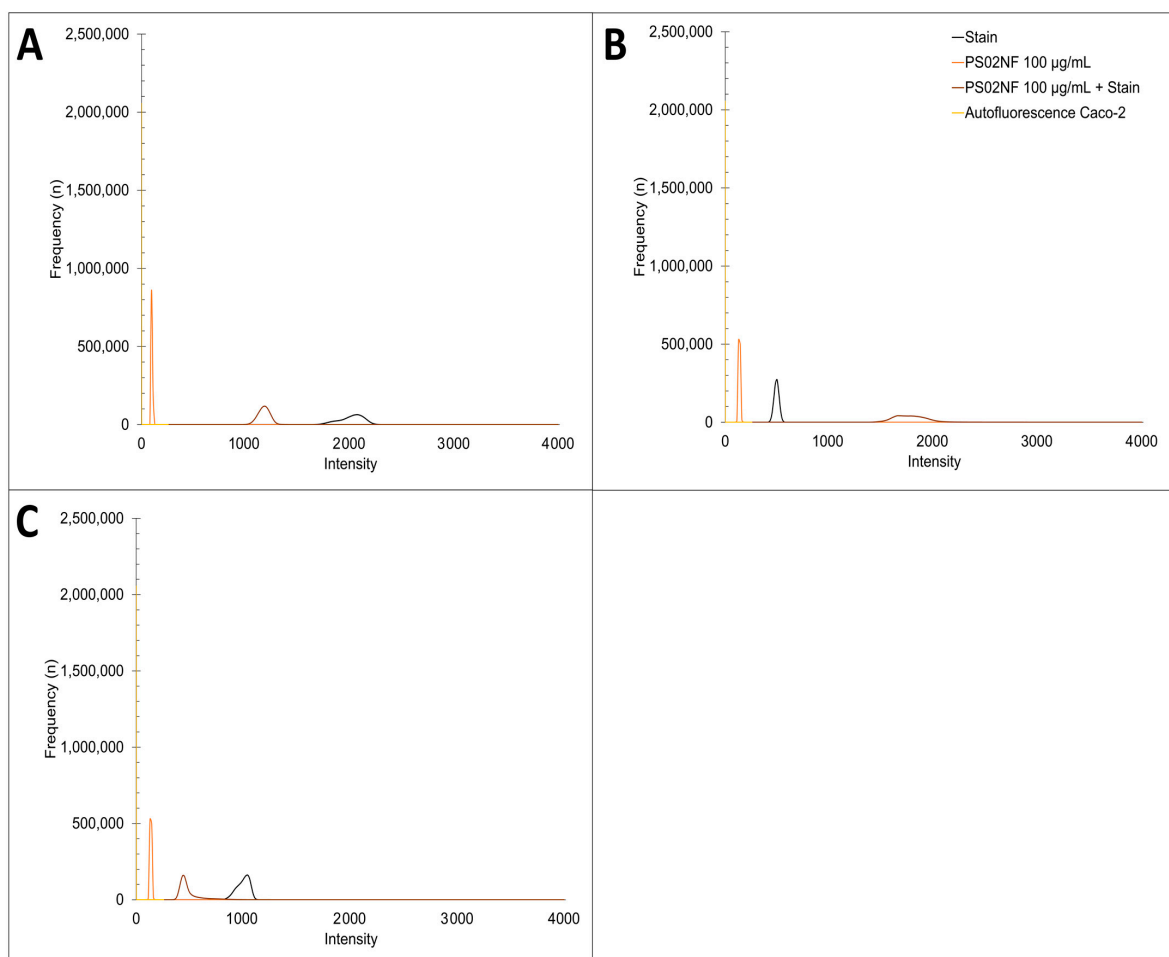 A
2,500,000
2,000,000
1,500,000
1,000,000
500,000
0
Frequency (n)
0 1000 2000 3000 4000
Intensity
B
2,500,000
2,000,000
1,500,000
1,000,000
500,000
0
Frequency (n)
0 1000 2000 3000 4000
Intensity
Stain
PS02NF 100 µg/mL
PS02NF 100 µg/mL + Stain
Autofluorescence Caco-2
C
2,500,000
2,000,000
1,500,000
1,000,000
500,000
0
Frequency (n)
0 1000 2000 3000 4000
Intensity